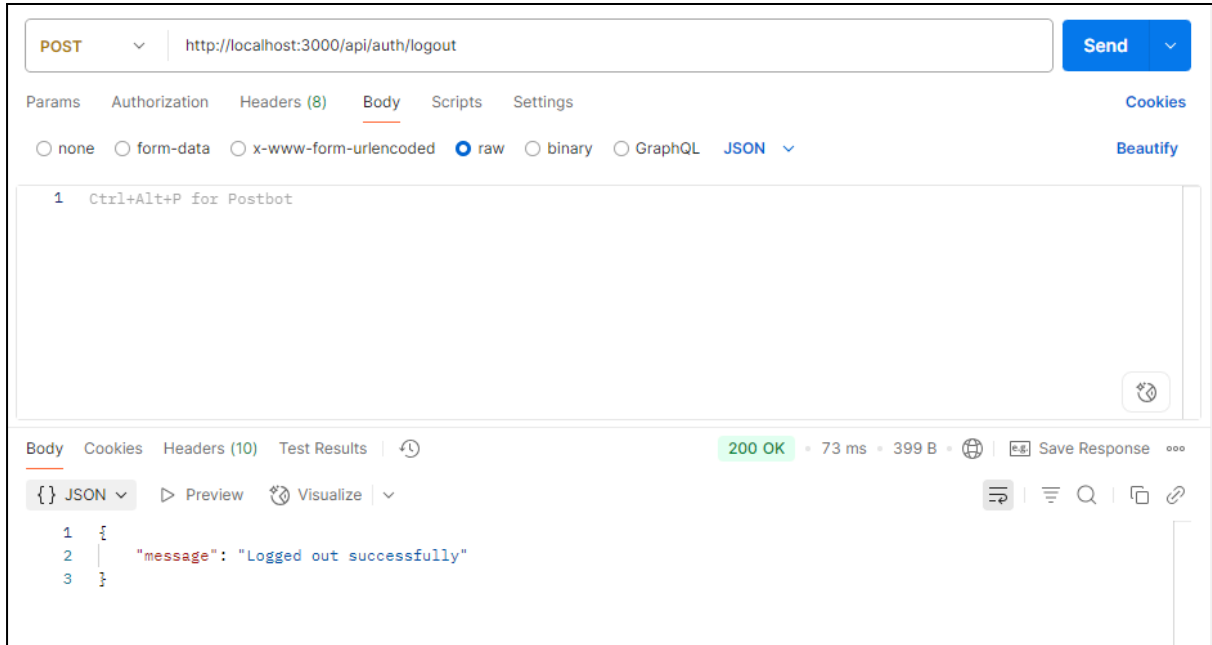 POST http://localhost:3000/api/auth/logout Send
Params Authorization Headers (8) Body Scripts Settings Cookies
none form-data x-www-form-urlencoded raw binary GraphQL JSON Beautify
1 Ctrl+Alt+P for Postbot
Body Cookies Headers (10) Test Results 200 OK 73 ms 399 B e.g. Save Response
{} JSON Preview Visualize
1 {
2 "message": "Logged out successfully"
3 }